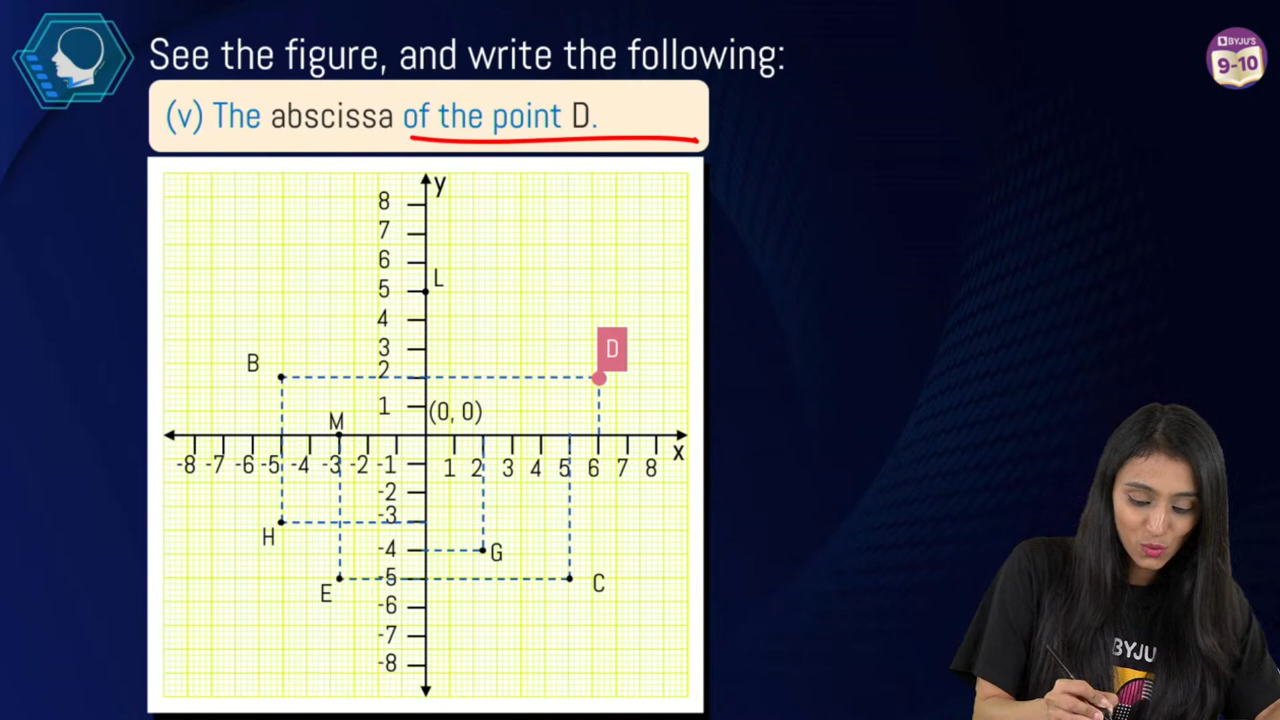 See the figure, and write the following:
BYJU'S
9-10
(v) The abscissa of the point D.
y
8
7
6
L
5
4
D
3
B
2
1
(0, 0)
M
x
-8 -7 -6 -5 -4 -3 -2 -1 1 2 3 4 5 6 7 8
-2
-3
H
-4
G
-5
E
C
-6
-7
-8
BYJU